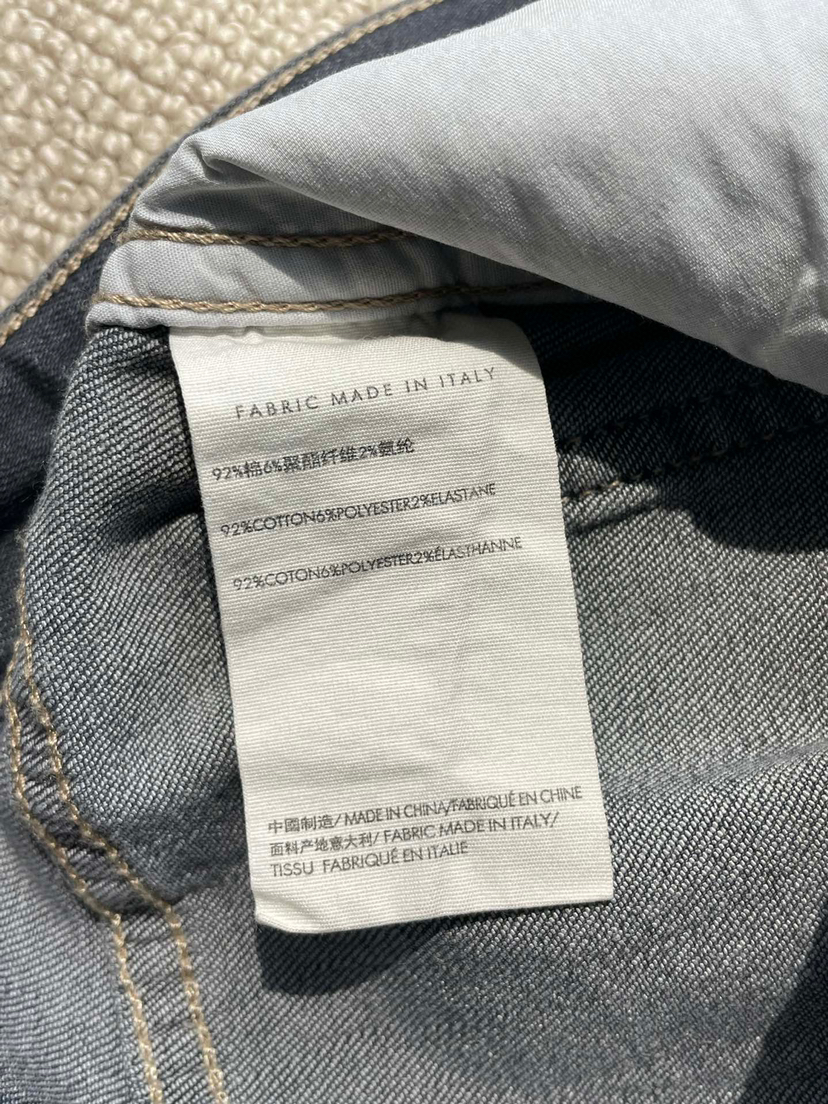 FABRIC MADE IN ITALY
92%棉6%聚酯纤维2%氨纶
92%COTTON6%POLYESTER2%ELASTANE
92%COTON6%POLYESTER2%ÉLASTHANNE
中國制造/MADE IN CHINA/FABRIQUÉ EN CHINE
面料产地意大利/ FABRIC MADE IN ITALY/
TISSU FABRIQUÉ EN ITALIE